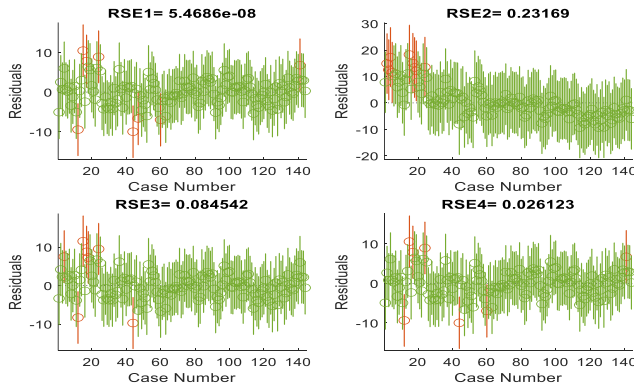 RSE1= 5.4686e-08
RSE2= 0.23169
Residuals
10
0
-10
Residuals
30
20
10
0
-10
-20
20 40 60 80 100 120 140
Case Number
20 40 60 80 100 120 140
Case Number
RSE3= 0.084542
RSE4= 0.026123
Residuals
10
0
-10
Residuals
10
0
-10
20 40 60 80 100 120 140
Case Number
20 40 60 80 100 120 140
Case Number